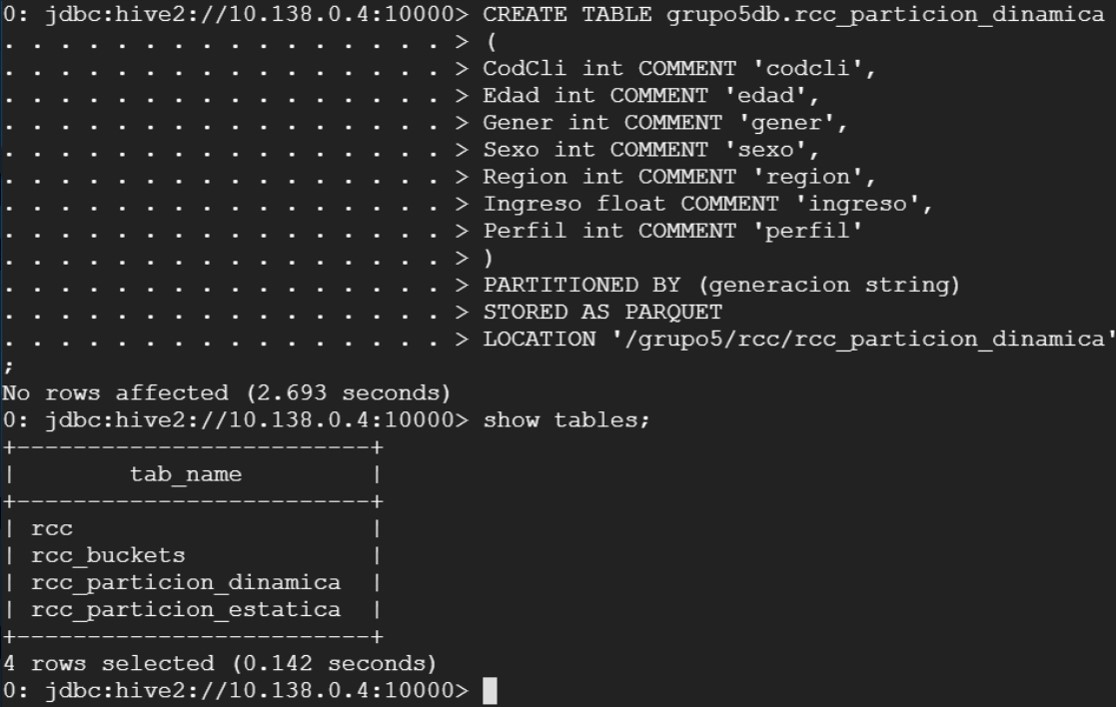 0: jdbc:hive2://10.138.0.4:10000> CREATE TABLE grupo5db.rcc_particion_dinamica
. . . . . . . . . . . . . . . . > (
. . . . . . . . . . . . . . . . > CodCli int COMMENT 'codcli',
. . . . . . . . . . . . . . . . > Edad int COMMENT 'edad',
. . . . . . . . . . . . . . . . > Gener int COMMENT 'gener',
. . . . . . . . . . . . . . . . > Sexo int COMMENT 'sexo',
. . . . . . . . . . . . . . . . > Region int COMMENT 'region',
. . . . . . . . . . . . . . . . > Ingreso float COMMENT 'ingreso',
. . . . . . . . . . . . . . . . > Perfil int COMMENT 'perfil'
. . . . . . . . . . . . . . . . > )
. . . . . . . . . . . . . . . . > PARTITIONED BY (generacion string)
. . . . . . . . . . . . . . . . > STORED AS PARQUET
. . . . . . . . . . . . . . . . > LOCATION '/grupo5/rcc/rcc_particion_dinamica'
;
No rows affected (2.693 seconds)
0: jdbc:hive2://10.138.0.4:10000> show tables;
+-------------------------+
|        tab_name         |
+-------------------------+
| rcc                     |
| rcc_buckets             |
| rcc_particion_dinamica  |
| rcc_particion_estatica  |
+-------------------------+
4 rows selected (0.142 seconds)
0: jdbc:hive2://10.138.0.4:10000>